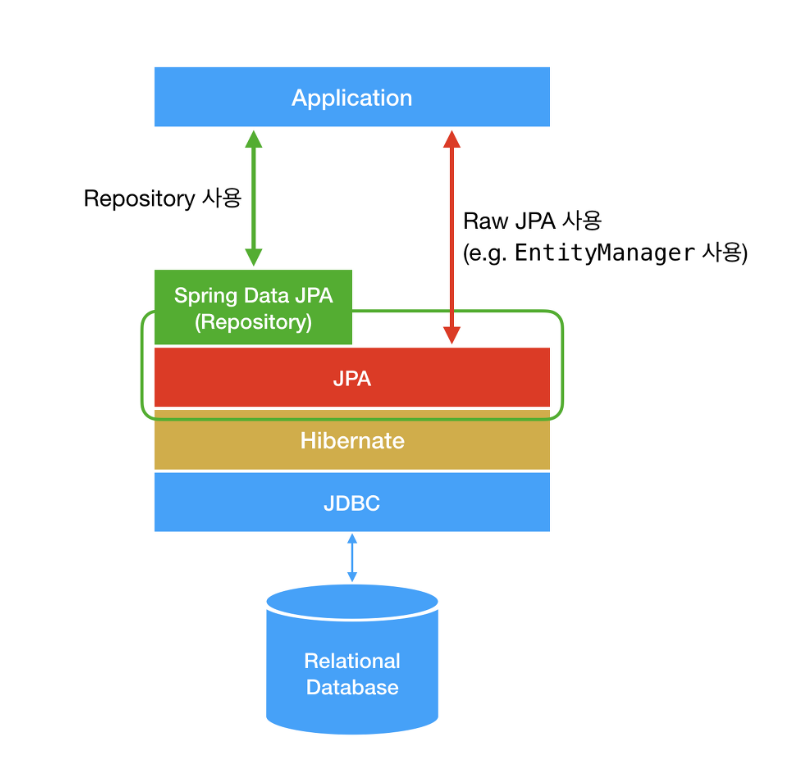 Application
Repository 사용
Raw JPA 사용
(e.g. EntityManager 사용)
Spring Data JPA
(Repository)
JPA
Hibernate
JDBC
Relational
Database